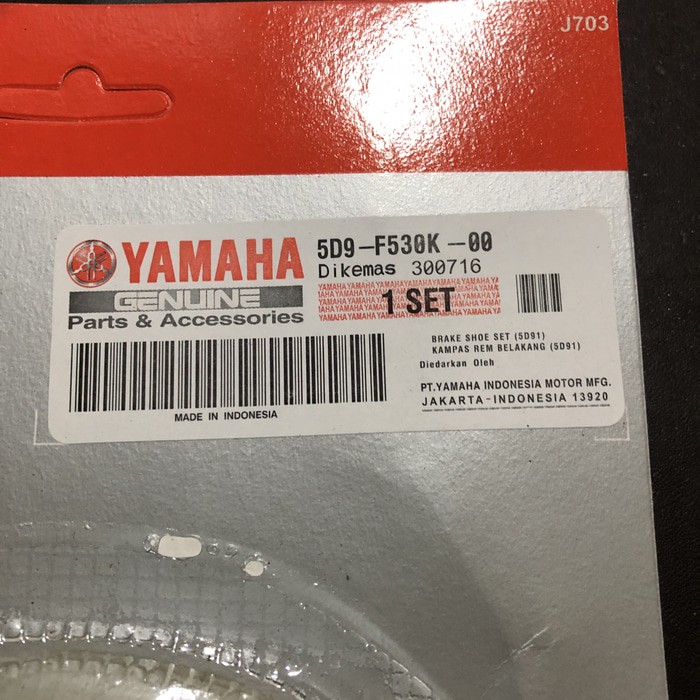 J703
YAMAHA
GENUINE
Parts & Accessories
5D9-F530K-00
Dikemas 300716
1 SET
BRAKE SHOE SET (5D91)
KAMPAS REM BELAKANG (5D91)
Diedarkan Oleh
PT.YAMAHA INDONESIA MOTOR MFG.
JAKARTA-INDONESIA 13920
MADE IN INDONESIA